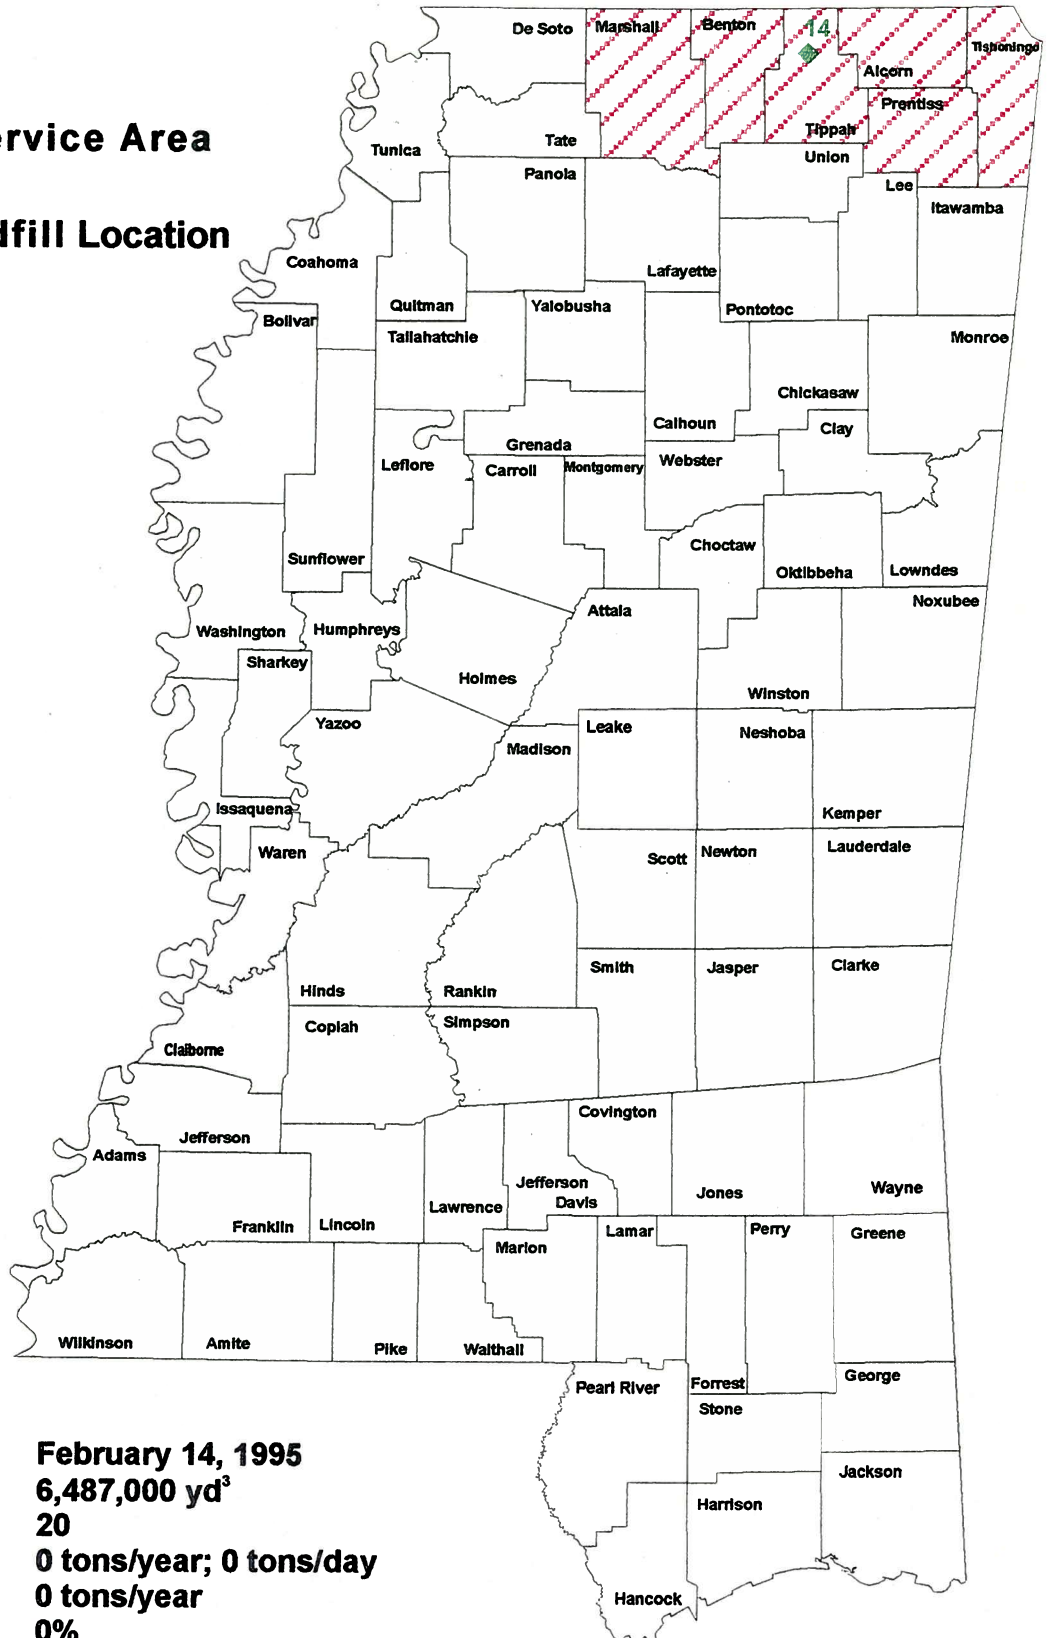 De Soto
Marshall
Benton
14
Tishomingo
Alcorn
Prentiss
ervice Area
Tippah
Tate
Tunica
Union
Panola
Lee
Itawamba
dfill Location
Coahoma
Lafayette
Quitman
Yalobusha
Pontotoc
Bolivar
Tallahatchie
Monroe
Chickasaw
Calhoun
Clay
Grenada
Leflore
Carroll
Montgomery
Webster
Choctaw
Sunflower
Oktibbeha
Lowndes
Noxubee
Attala
Washington
Humphreys
Sharkey
Holmes
Winston
Yazoo
Leake
Neshoba
Madison
Issaquena
Kemper
Waren
Scott
Newton
Lauderdale
Smith
Jasper
Clarke
Hinds
Rankin
Copiah
Simpson
Claiborne
Covington
Jefferson
Adams
Jefferson
Davis
Jones
Wayne
Lawrence
Franklin
Lincoln
Marion
Lamar
Perry
Greene
Wilkinson
Amite
Pike
Walthall
Pearl River
Forrest
George
Stone
Jackson
Harrison
Hancock
February 14, 1995
6,487,000 yd³
20
0 tons/year; 0 tons/day
0 tons/year
0%